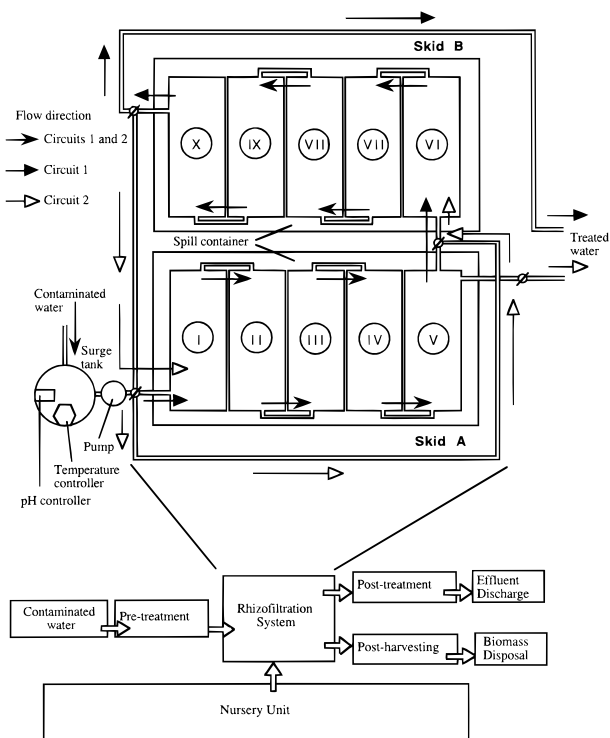 Skid B
Flow direction
Circuits 1 and 2
Circuit 1
Circuit 2
X
IX
VII
VII
VI
Spill container
Treated
water
Contaminated
water
Surge
tank
I
II
III
IV
V
Pump
Skid A
Temperature
controller
pH controller
Contaminated
water
Pre-treatment
Rhizofiltration
System
Post-treatment
Effluent
Discharge
Post-harvesting
Biomass
Disposal
Nursery Unit